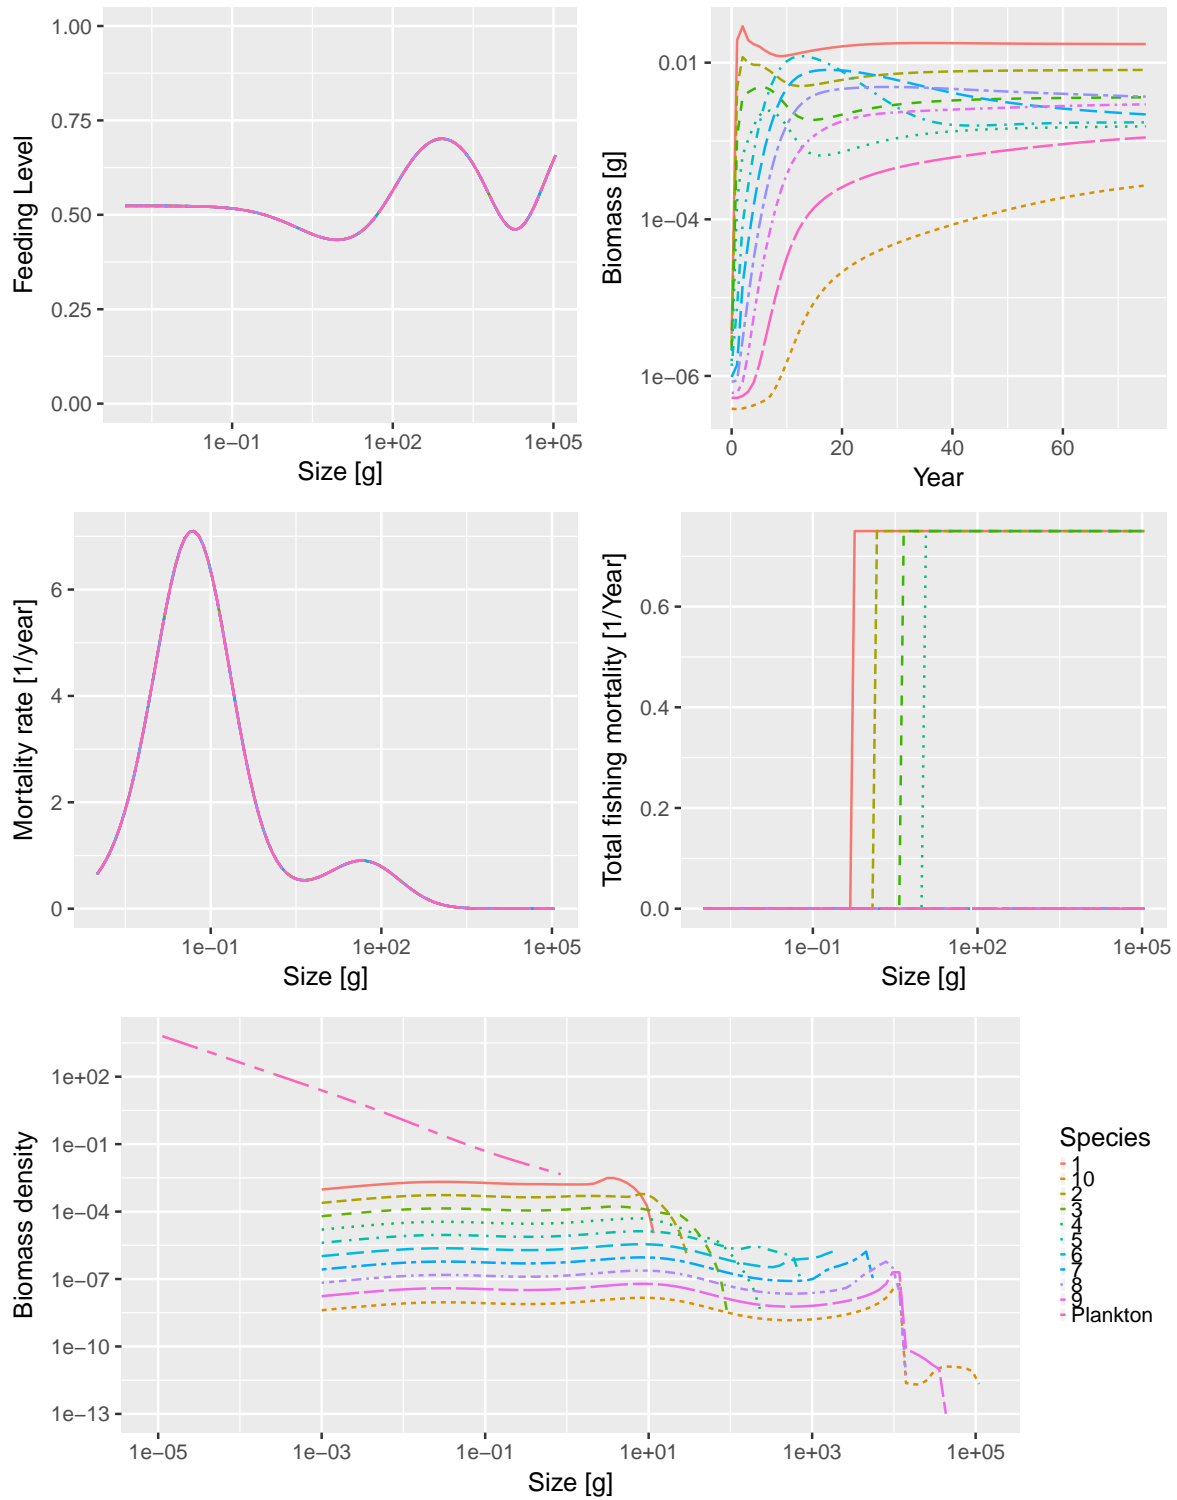 1.00
0.75
0.50
0.25
0.00
Feeding Level
1e−01
1e+02
1e+05
Size [g]
0.01
1e−04
1e−06
Biomass [g]
0
20
40
60
Year
6
4
2
0
Mortality rate [1/year]
1e−01
1e+02
1e+05
Size [g]
0.6
0.4
0.2
0.0
Total fishing mortality [1/Year]
1e−01
1e+02
1e+05
Size [g]
1e+02
1e−01
1e−04
1e−07
1e−10
1e−13
Biomass density
1e−05
1e−03
1e−01
1e+01
1e+03
1e+05
Size [g]
Species
1
10
2
3
4
5
6
7
8
9
Plankton